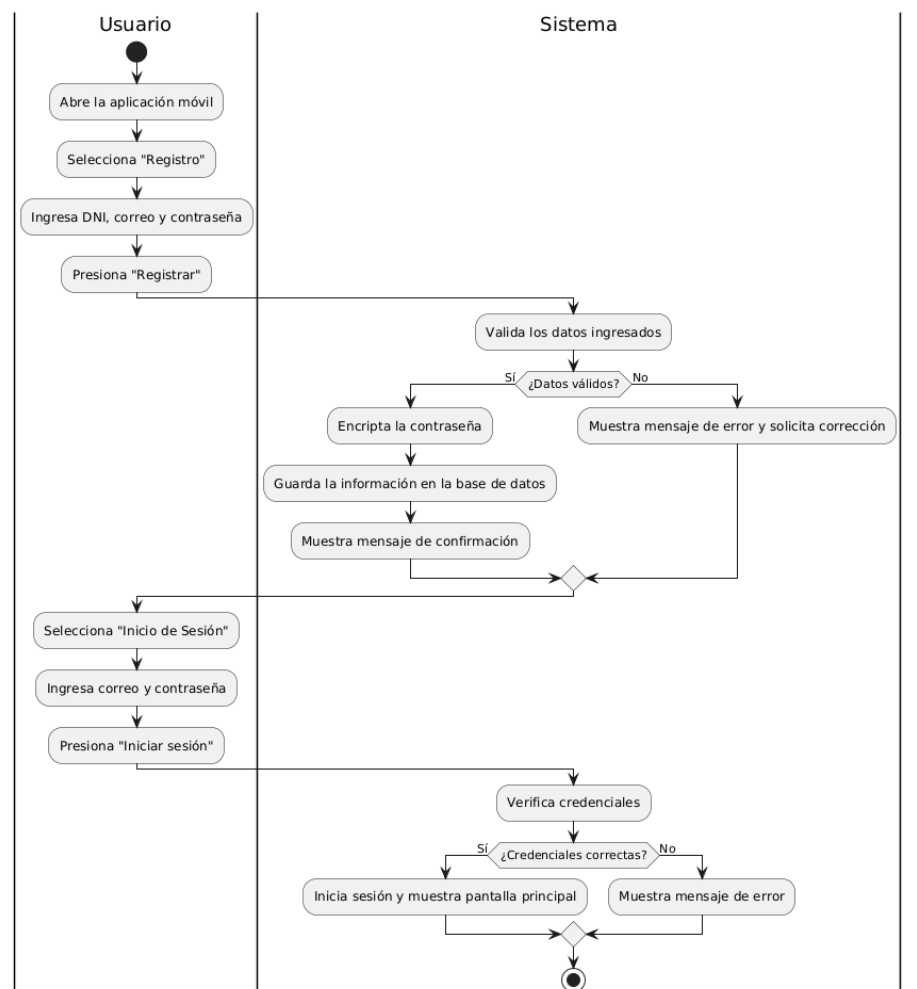 Usuario
Sistema
Abre la aplicación móvil
Selecciona "Registro"
Ingresa DNI, correo y contraseña
Presiona "Registrar"
Valida los datos ingresados
Sí
¿Datos válidos?
No
Encripta la contraseña
Muestra mensaje de error y solicita corrección
Guarda la información en la base de datos
Muestra mensaje de confirmación
Selecciona "Inicio de Sesión"
Ingresa correo y contraseña
Presiona "Iniciar sesión"
Verifica credenciales
Sí
¿Credenciales correctas?
No
Inicia sesión y muestra pantalla principal
Muestra mensaje de error